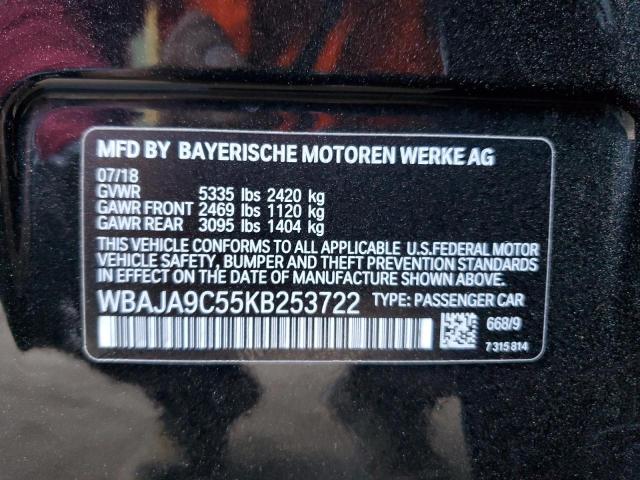 MFD BY BAYERISCHE MOTOREN WERKE AG
07/18
GVWR 5335 lbs 2420 kg
GAWR FRONT 2469 lbs 1120 kg
GAWR REAR 3095 lbs 1404 kg
THIS VEHICLE CONFORMS TO ALL APPLICABLE U.S.FEDERAL MOTOR
VEHICLE SAFETY, BUMPER AND THEFT PREVENTION STANDARDS
IN EFFECT ON THE DATE OF MANUFACTURE SHOWN ABOVE.
WBAJA9C55KB253722 TYPE: PASSENGER CAR
668/9
7 315 814